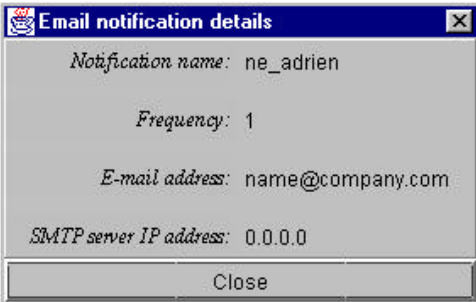 Email notification details
Notification name: ne_adrien
Frequency: 1
E-mail address: name@company.com
SMTP server IP address: 0.0.0.0
Close